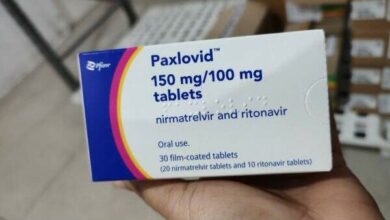 Pfizer
Paxlovid™
150 mg/100 mg
tablets
nirmatrelvir and ritonavir
Oral use.
30 film-coated tablets
(20 nirmatrelvir tablets and 10 ritonavir tablets)